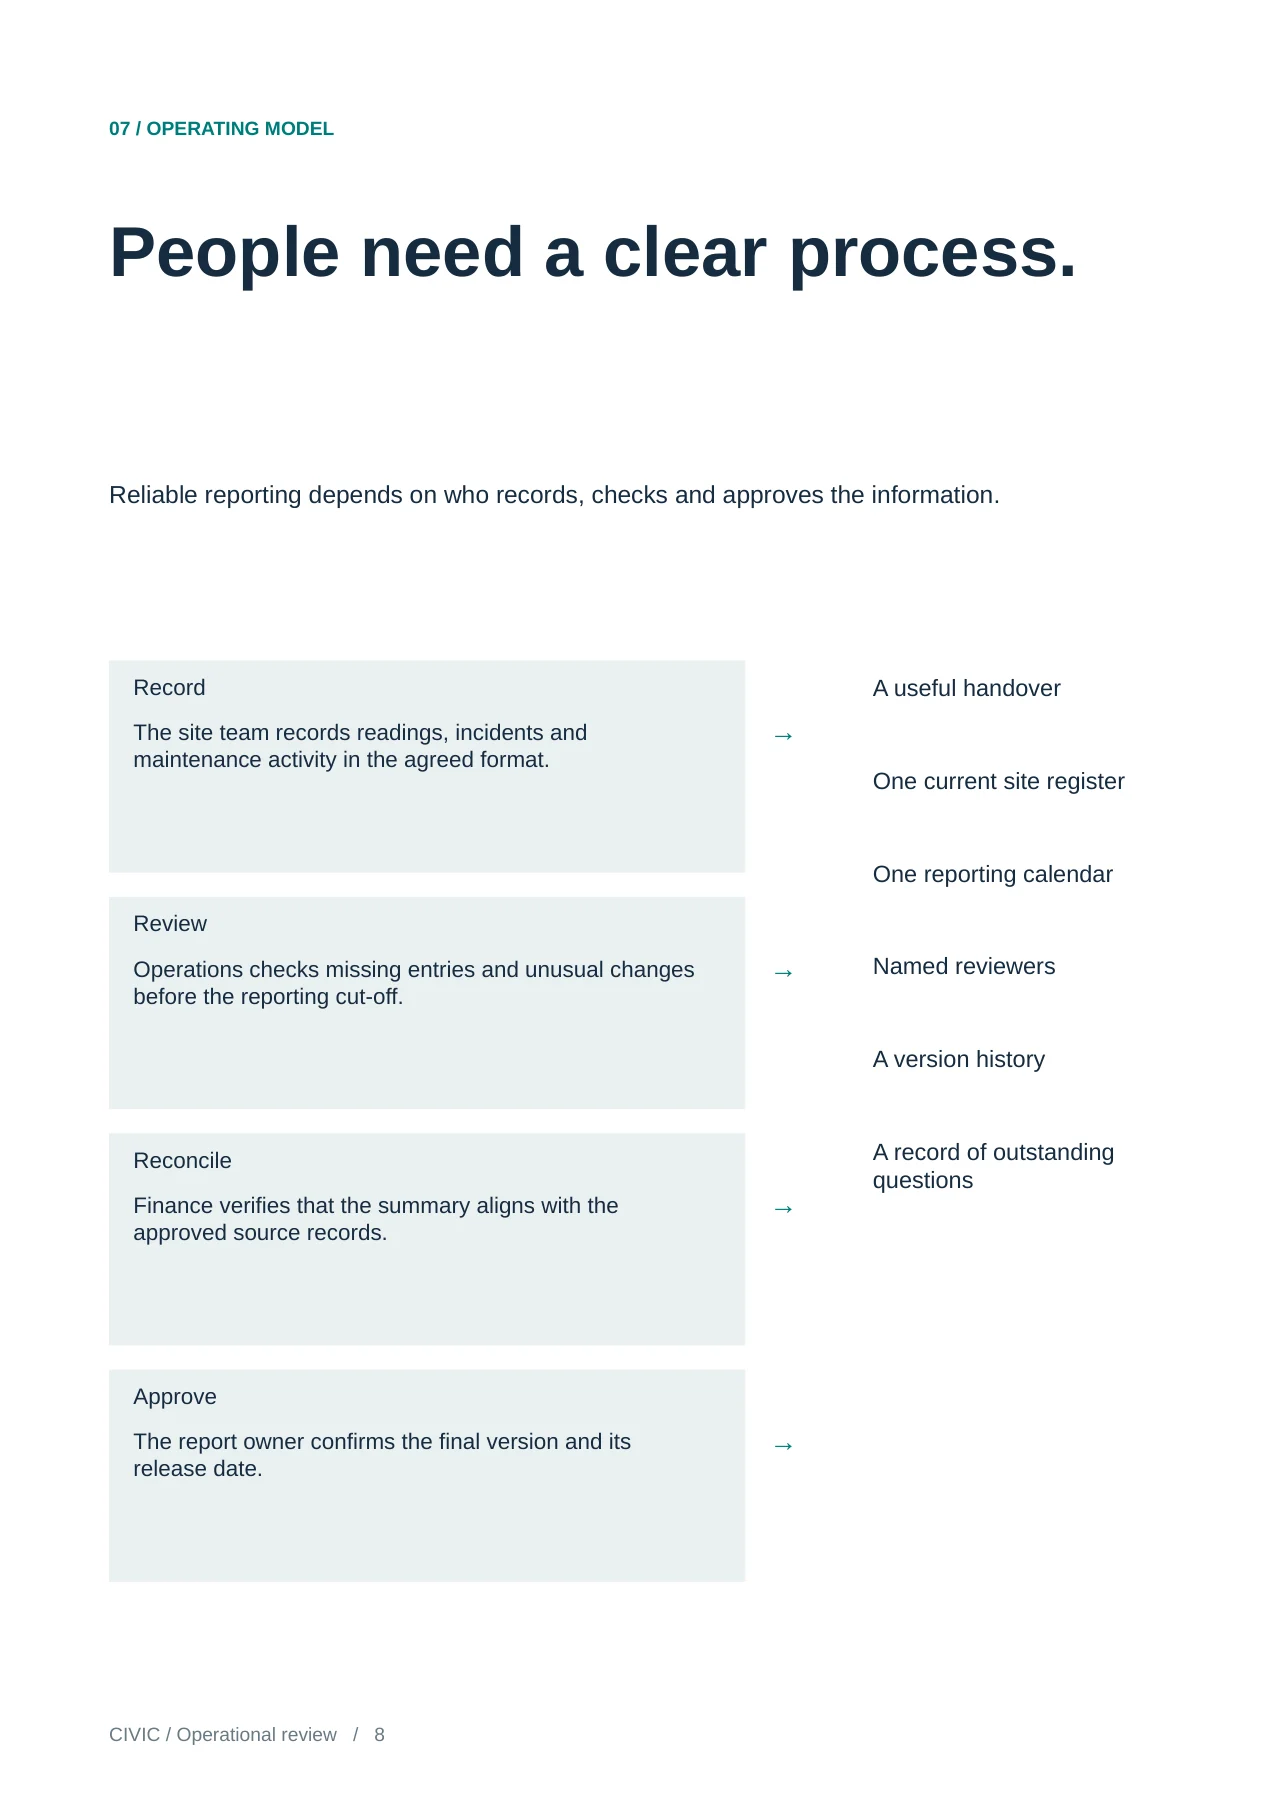 07 / OPERATING MODEL
People need a clear process.
Reliable reporting depends on who records, checks and approves the information.
Record
The site team records readings, incidents and
maintenance activity in the agreed format.
→
Review
Operations checks missing entries and unusual changes
before the reporting cut-off.
→
Reconcile
Finance verifies that the summary aligns with the
approved source records.
→
Approve
The report owner confirms the final version and its
release date.
→
A useful handover
One current site register
One reporting calendar
Named reviewers
A version history
A record of outstanding
questions
CIVIC / Operational review / 8